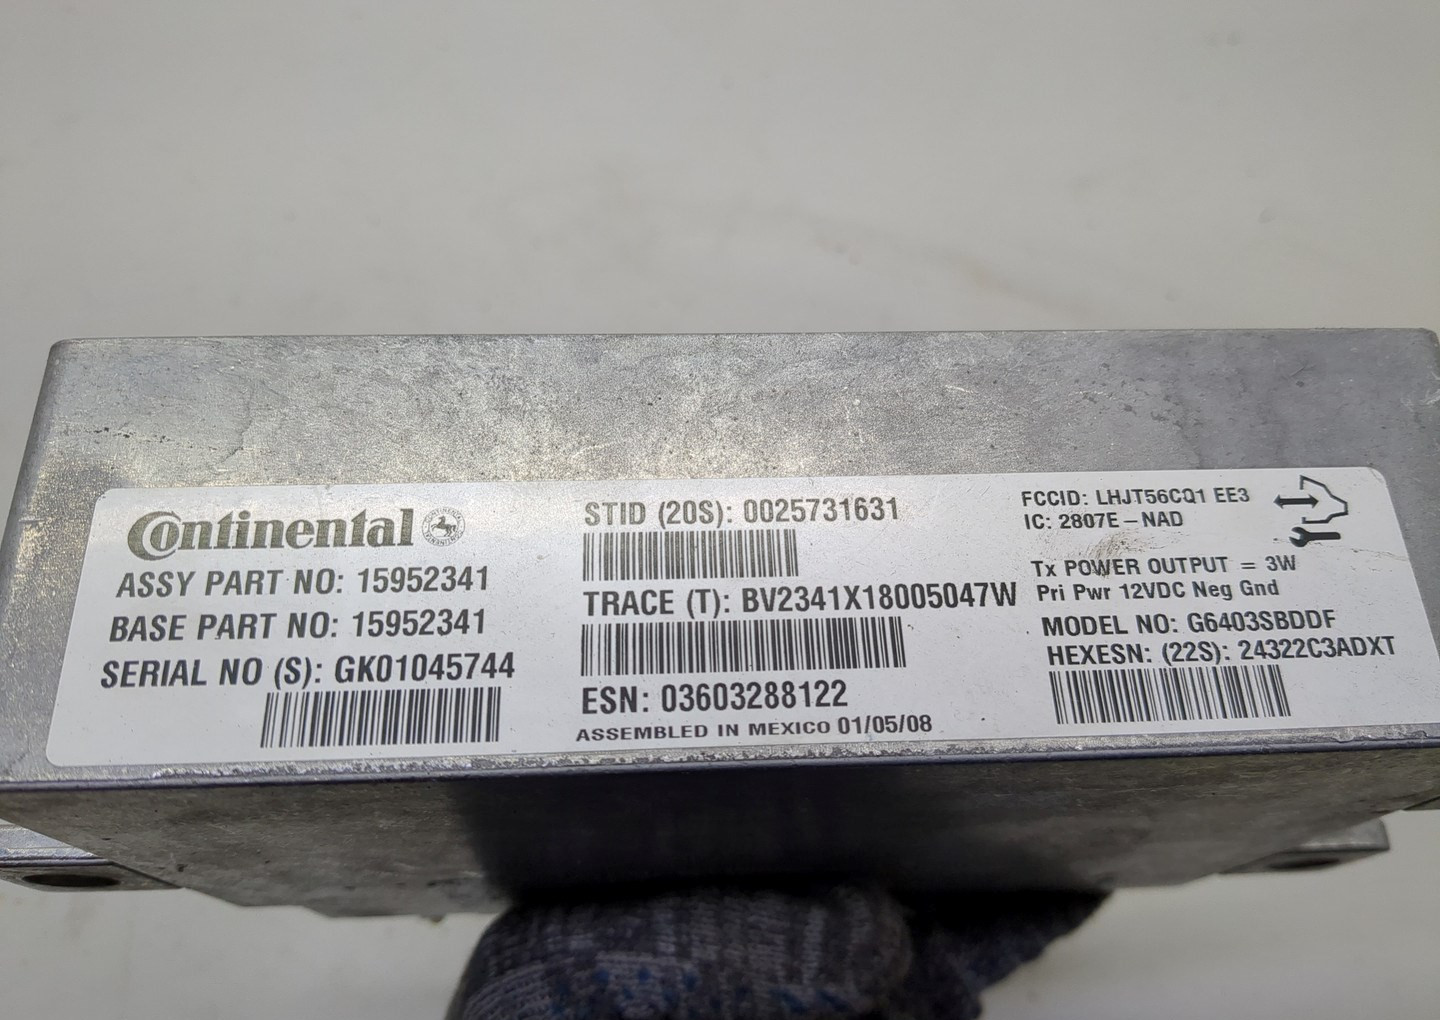 Continental
ASSY PART NO: 15952341
BASE PART NO: 15952341
SERIAL NO (S): GK01045744
STID (20S): 0025731631
TRACE (T): BV2341X18005047W
ESN: 03603288122
ASSEMBLED IN MEXICO 01/05/08
FCCID: LHJT56CQ1 EE3
IC: 2807E – NAD
Tx POWER OUTPUT = 3W
Pri Pwr 12VDC Neg Gnd
MODEL NO: G6403SBDDF
HEXESN: (22S): 24322C3ADXT